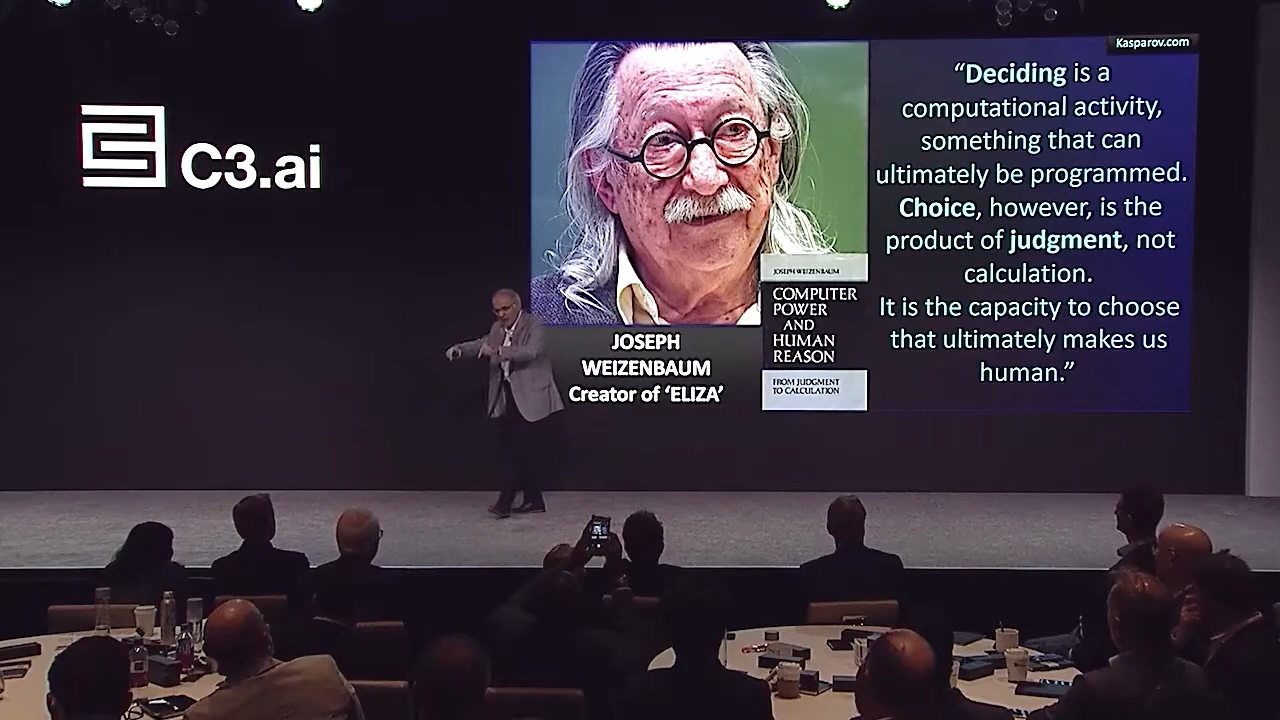 C3.ai
Kasparov.com
“Deciding is a
computational activity,
something that can
ultimately be programmed.
Choice, however, is the
product of judgment, not
calculation.
It is the capacity to choose
that ultimately makes us
human.”
JOSEPH WEIZENBAUM
COMPUTER
POWER
AND
HUMAN
REASON
FROM JUDGMENT
TO CALCULATION
JOSEPH
WEIZENBAUM
Creator of ‘ELIZA’